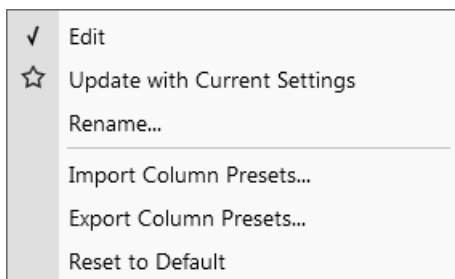 Edit
Update with Current Settings
Rename...
Import Column Presets...
Export Column Presets...
Reset to Default